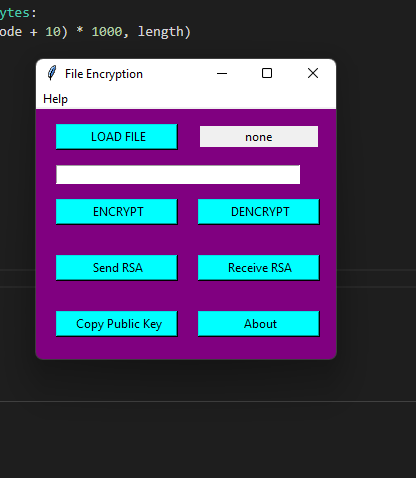 ytes:
ode + 10) * 1000, length)
File Encryption
Help
LOAD FILE none
ENCRYPT DENCRYPT
Send RSA Receive RSA
Copy Public Key About